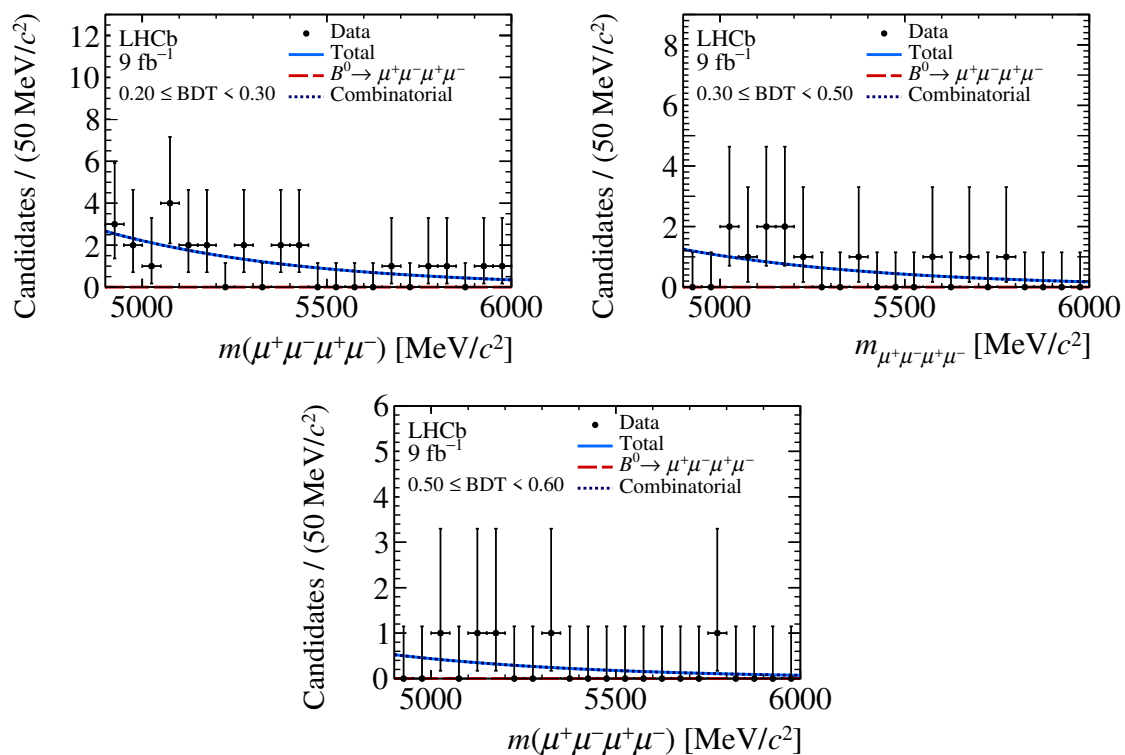 Candidates / (50 MeV/c²)
12
10
8
6
4
2
0
LHCb
9 fb⁻¹
0.20 ≤ BDT < 0.30
Data
Total
B⁰→ μ⁺μ⁻μ⁺μ⁻
Combinatorial
5000 5500 6000
m(μ⁺μ⁻μ⁺μ⁻) [MeV/c²]
Candidates / (50 MeV/c²)
8
6
4
2
0
LHCb
9 fb⁻¹
0.30 ≤ BDT < 0.50
Data
Total
B⁰→ μ⁺μ⁻μ⁺μ⁻
Combinatorial
5000 5500 6000
m_μ⁺μ⁻μ⁺μ⁻ [MeV/c²]
Candidates / (50 MeV/c²)
6
5
4
3
2
1
0
LHCb
9 fb⁻¹
0.50 ≤ BDT < 0.60
Data
Total
B⁰→ μ⁺μ⁻μ⁺μ⁻
Combinatorial
5000 5500 6000
m(μ⁺μ⁻μ⁺μ⁻) [MeV/c²]